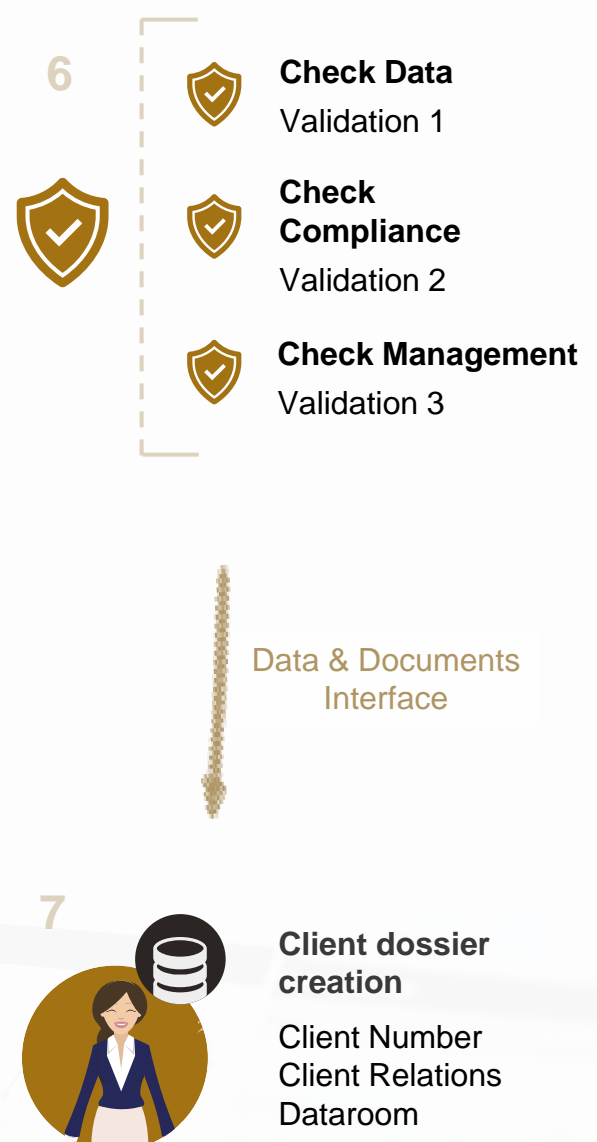 6
Check Data
Validation 1
Check
Compliance
Validation 2
Check Management
Validation 3
Data & Documents
Interface
7
Client dossier
creation
Client Number
Client Relations
Dataroom